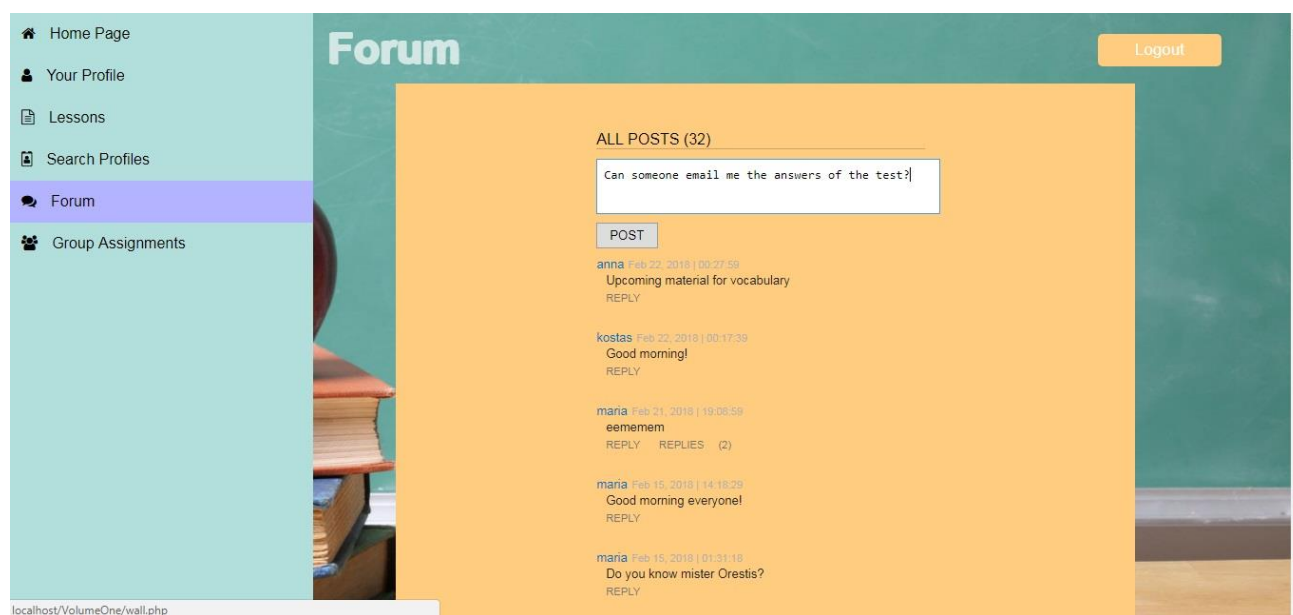 Home Page
Your Profile
Lessons
Search Profiles
Forum
Group Assignments
Forum
Logout
ALL POSTS (32)
Can someone email me the answers of the test?
POST
anna Feb 22, 2018 | 00:27:59
Upcoming material for vocabulary
REPLY
kostas Feb 22, 2018 | 00:17:39
Good morning!
REPLY
maria Feb 21, 2018 | 19:08:59
eememem
REPLY REPLIES (2)
maria Feb 15, 2018 | 14:18:29
Good morning everyone!
REPLY
maria Feb 15, 2018 | 01:31:18
Do you know mister Orestis?
REPLY
localhost/VolumeOne/wall.php